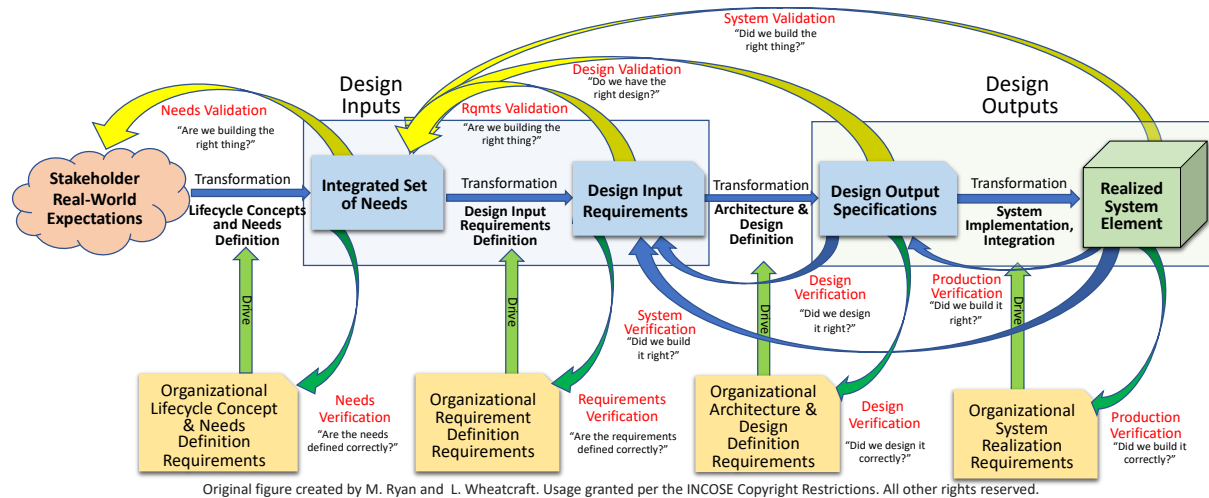 System Validation
“Did we build the
right thing?”
Design
Inputs
Design Validation
“Do we have the
right design?”
Design
Outputs
Needs Validation
“Are we building the
right thing?”
Rqmts Validation
“Are we building the
right thing?”
Stakeholder
Real-World
Expectations
Transformation
Lifecycle Concepts
and Needs
Definition
Integrated Set
of Needs
Transformation
Design Input
Requirements
Definition
Design Input
Requirements
Transformation
Architecture &
Design
Definition
Design Output
Specifications
Transformation
System
Implementation,
Integration
Realized
System
Element
Drive
Drive
Drive
Drive
System
Verification
“Did we build
it right?”
Design
Verification
“Did we design
it right?”
Production
Verification
“Did we build it
right?”
Organizational
Lifecycle Concept
& Needs
Definition
Requirements
Needs
Verification
“Are the needs
defined correctly?”
Organizational
Requirement
Definition
Requirements
Requirements
Verification
“Are the requirements
defined correctly?”
Organizational
Architecture &
Design
Definition
Requirements
Design
Verification
“Did we design it
correctly?”
Organizational
System
Realization
Requirements
Production
Verification
“Did we build it
correctly?”
Original figure created by M. Ryan and L. Wheatcraft. Usage granted per the INCOSE Copyright Restrictions. All other rights reserved.